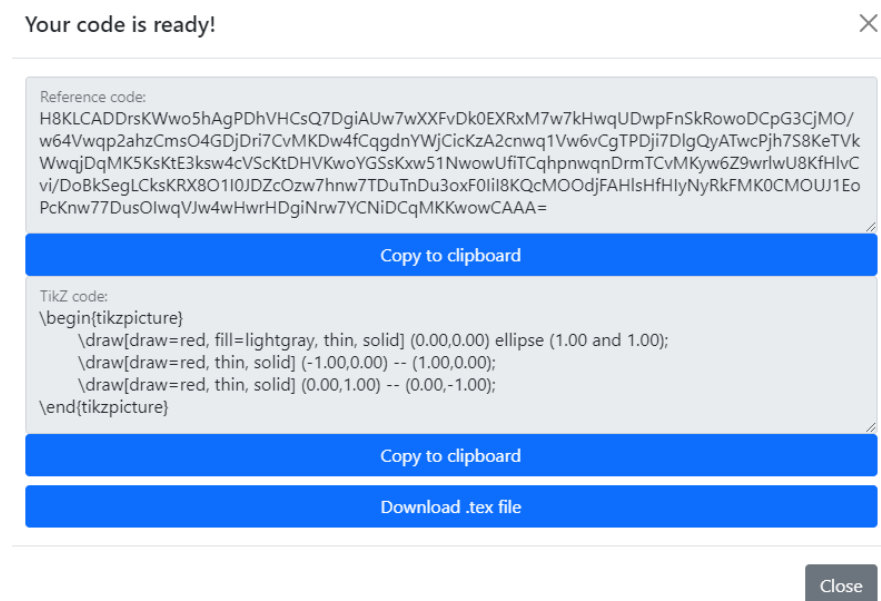 Your code is ready!
Reference code:
H8KLCADDrsKWwo5hAgPDhVHCsQ7DgiAUw7wXXFvDk0EXRxM7w7kHwqUDwpFnSkRowoDCpG3CjMO/
w64Vwqp2ahzCmsO4GDjDri7CvMKDw4fCqgdnYWjCicKzA2cnwq1Vw6vCgTPDji7DlgQyATwcPjh7S8KeTVk
WwqjDqMK5KsKtE3ksw4cVScKtDHVKwoYGSsKxw51NwowUfiTCqhpnwqnDrmTCvMKyw6Z9wrlwU8KfHlvC
vi/DoBkSegLCksKRX8O1I0JDZcOzw7hnw7TDuTnDu3oxF0IiI8KQcMOOdjFAHlsHfHIyNyRkFMK0CMOUJ1Eo
PcKnw77DusOIwqVJw4wHwrHDgiNrw7YCNiDCqMKKwowCAAA=
Copy to clipboard
TikZ code:
\begin{tikzpicture}
\draw[draw=red, fill=lightgray, thin, solid] (0.00,0.00) ellipse (1.00 and 1.00);
\draw[draw=red, thin, solid] (-1.00,0.00) -- (1.00,0.00);
\draw[draw=red, thin, solid] (0.00,1.00) -- (0.00,-1.00);
\end{tikzpicture}
Copy to clipboard
Download .tex file
Close